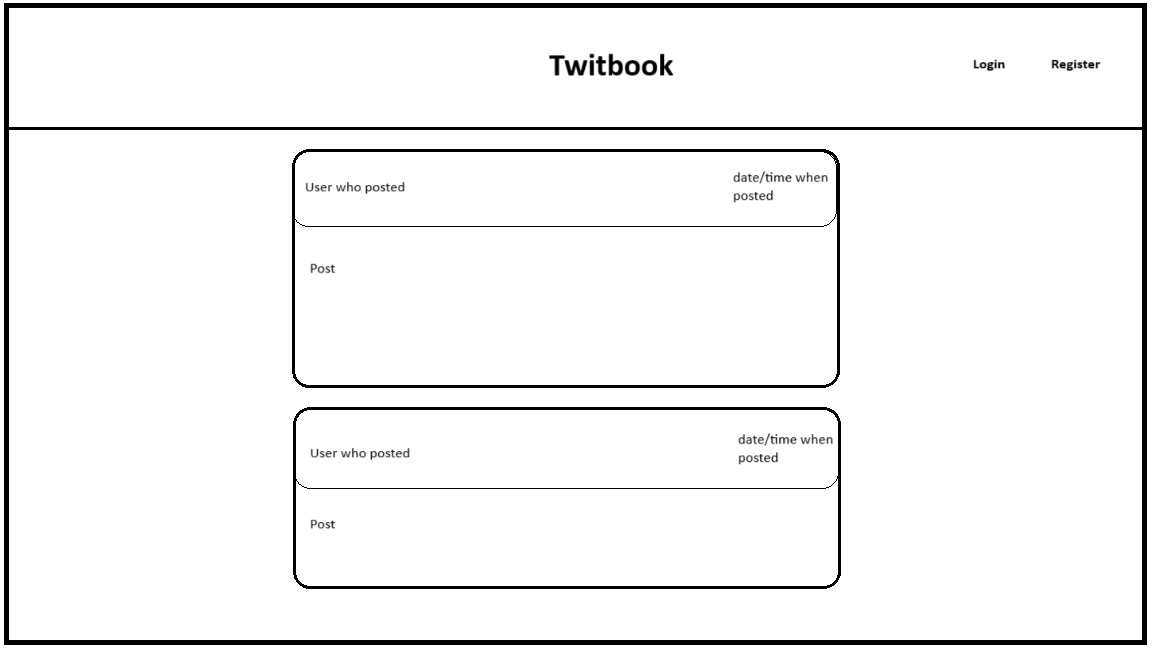 Twitbook
Login
Register
User who posted
date/time when
posted
Post
User who posted
date/time when
posted
Post